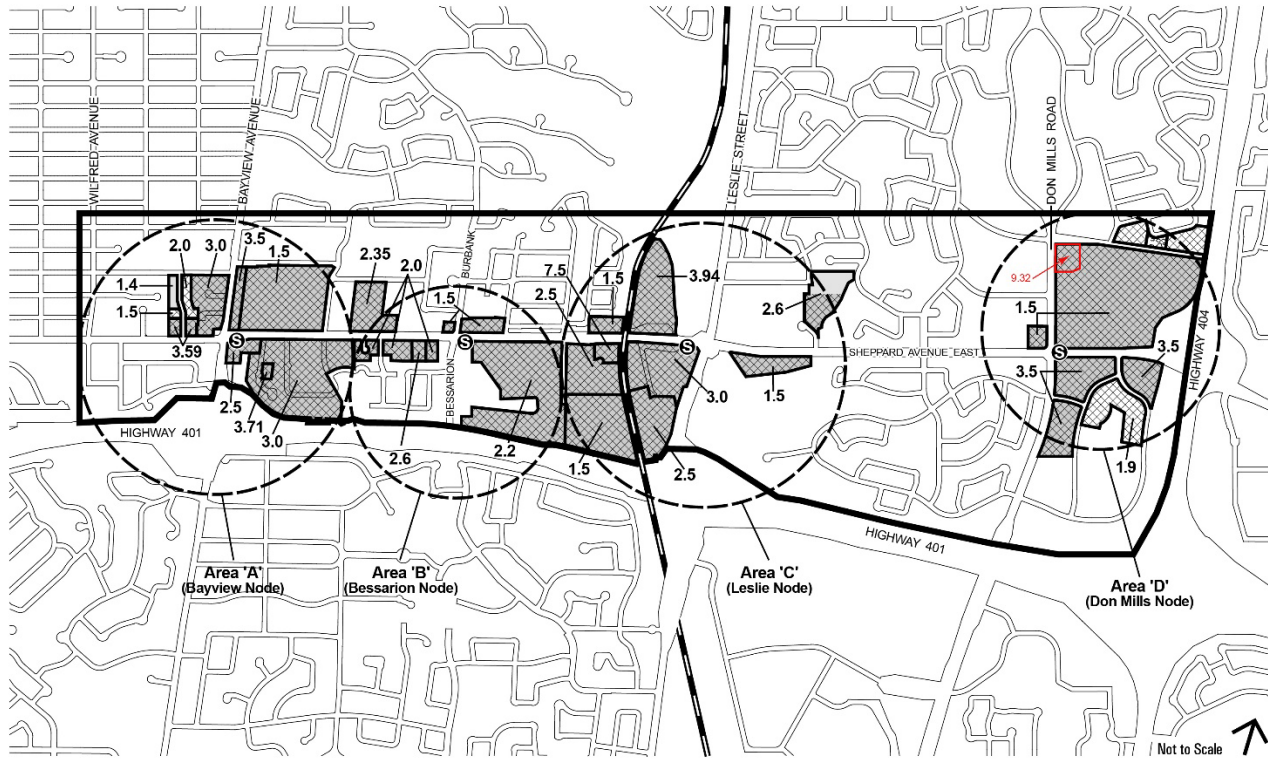 WILFRED AVENUE
BAYVIEW AVENUE
LESLIE STREET
DON MILLS ROAD
BURBANK
2.0
3.0
3.5
1.5
2.35
2.0
7.5
1.5
3.94
9.32
1.4
1.5
2.5
2.6
1.5
1.5
3.59
S
S
S
S
SHEPPARD AVENUE EAST
HIGHWAY 404
BESSARION
2.5
3.71
3.0
3.0
1.5
3.5
3.5
HIGHWAY 401
2.6
2.2
1.5
2.5
1.9
HIGHWAY 401
Area 'A'
(Bayview Node)
Area 'B'
(Bessarion Node)
Area 'C'
(Leslie Node)
Area 'D'
(Don Mills Node)
Not to Scale